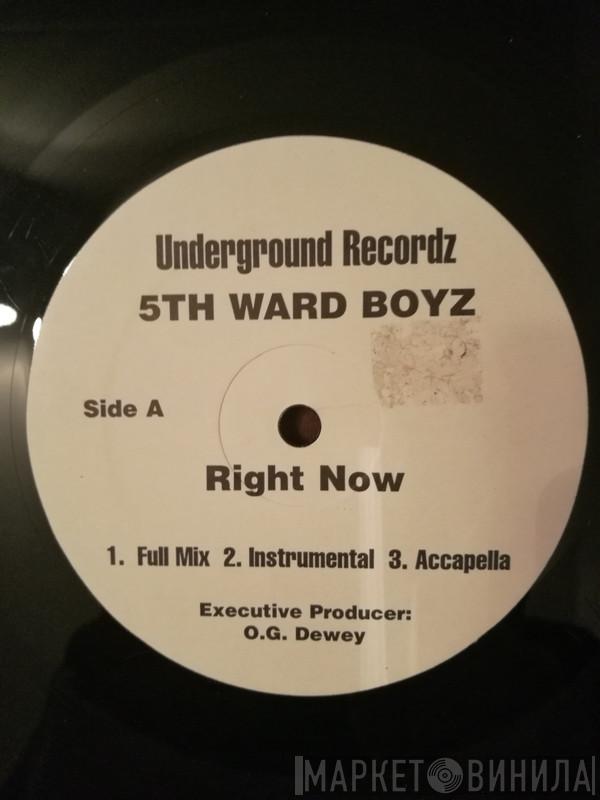 Underground Recordz
5TH WARD BOYZ
Side A
Right Now
1. Full Mix 2. Instrumental 3. Accapella
Executive Producer:
O.G. Dewey
МАРКЕТ ВИНИЛА